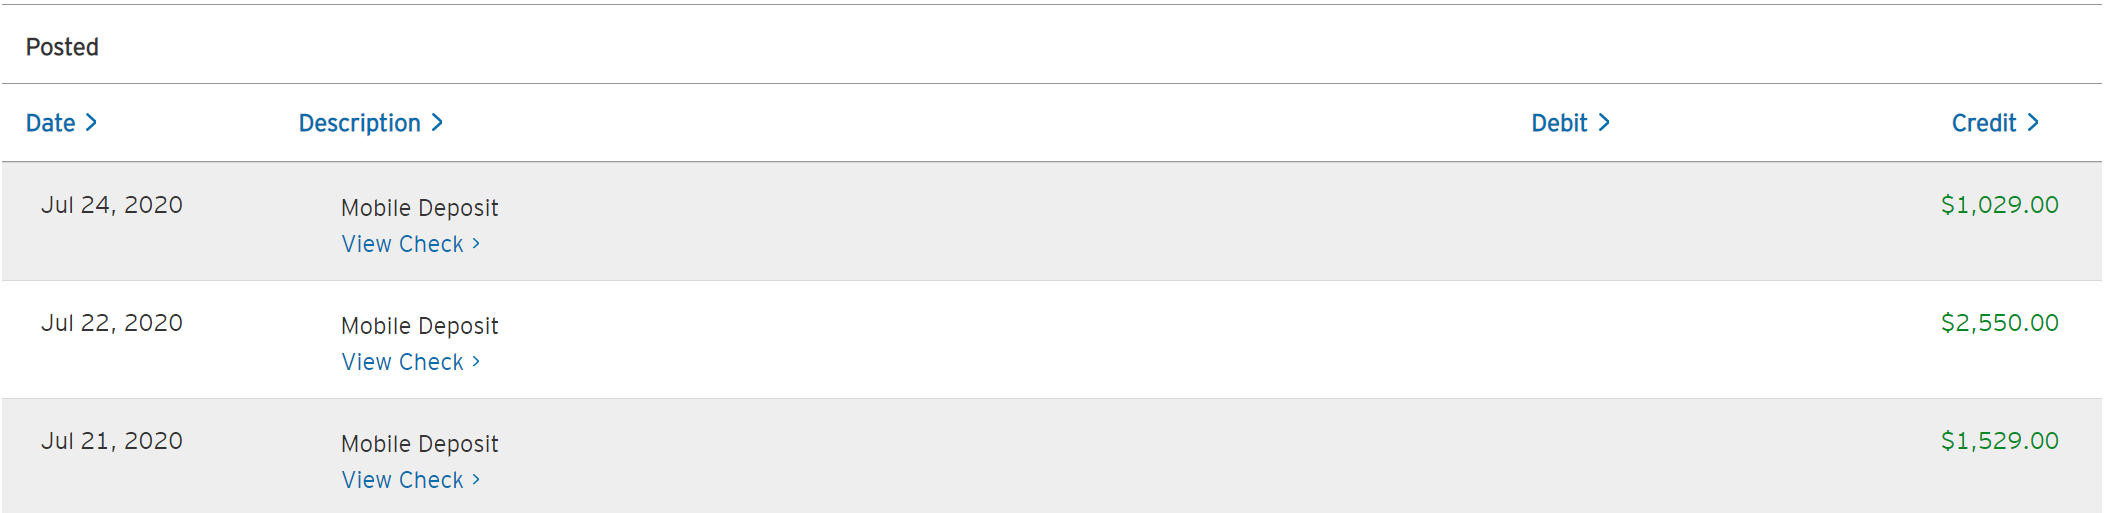 Posted
Date > Description > Debit > Credit >
Jul 24, 2020 Mobile Deposit $1,029.00
View Check >
Jul 22, 2020 Mobile Deposit $2,550.00
View Check >
Jul 21, 2020 Mobile Deposit $1,529.00
View Check >